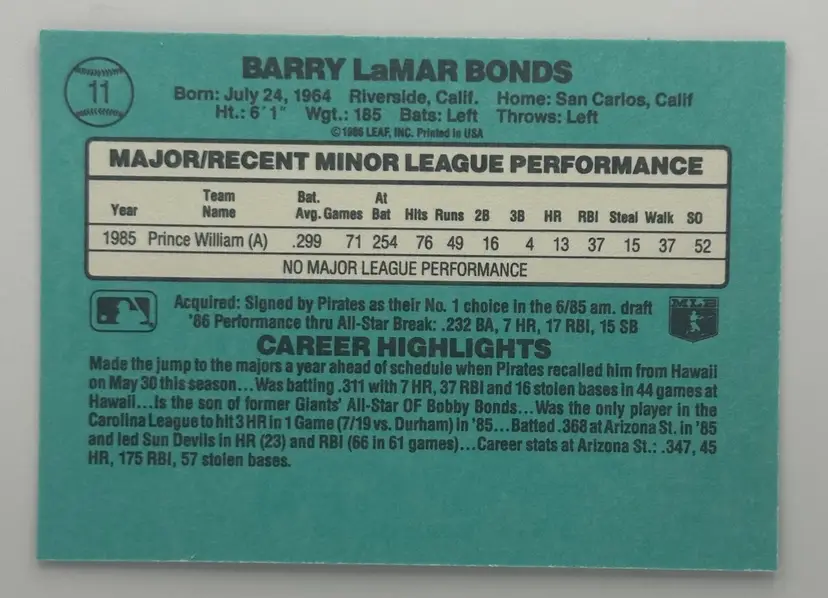 11
BARRY LaMAR BONDS
Born: July 24, 1964 Riverside, Calif. Home: San Carlos, Calif
Ht.: 6'1" Wgt.: 185 Bats: Left Throws: Left
©1986 LEAF, INC. Printed in USA
MAJOR/RECENT MINOR LEAGUE PERFORMANCE
Year Team Name Bat. Avg. Games At Bat Hits Runs 2B 3B HR RBI Steal Walk SO
1985 Prince William (A) .299 71 254 76 49 16 4 13 37 15 37 52
NO MAJOR LEAGUE PERFORMANCE
Acquired: Signed by Pirates as their No. 1 choice in the 6/85 am. draft
'86 Performance thru All-Star Break: .232 BA, 7 HR, 17 RBI, 15 SB
MLB
CAREER HIGHLIGHTS
Made the jump to the majors a year ahead of schedule when Pirates recalled him from Hawaii
on May 30 this season...Was batting .311 with 7 HR, 37 RBI and 16 stolen bases in 44 games at
Hawaii...Is the son of former Giants' All-Star OF Bobby Bonds...Was the only player in the
Carolina League to hit 3 HR in 1 Game (7/19 vs. Durham) in '85...Batted .368 at Arizona St. in '85
and led Sun Devils in HR (23) and RBI (66 in 61 games)...Career stats at Arizona St.: .347, 45
HR, 175 RBI, 57 stolen bases.